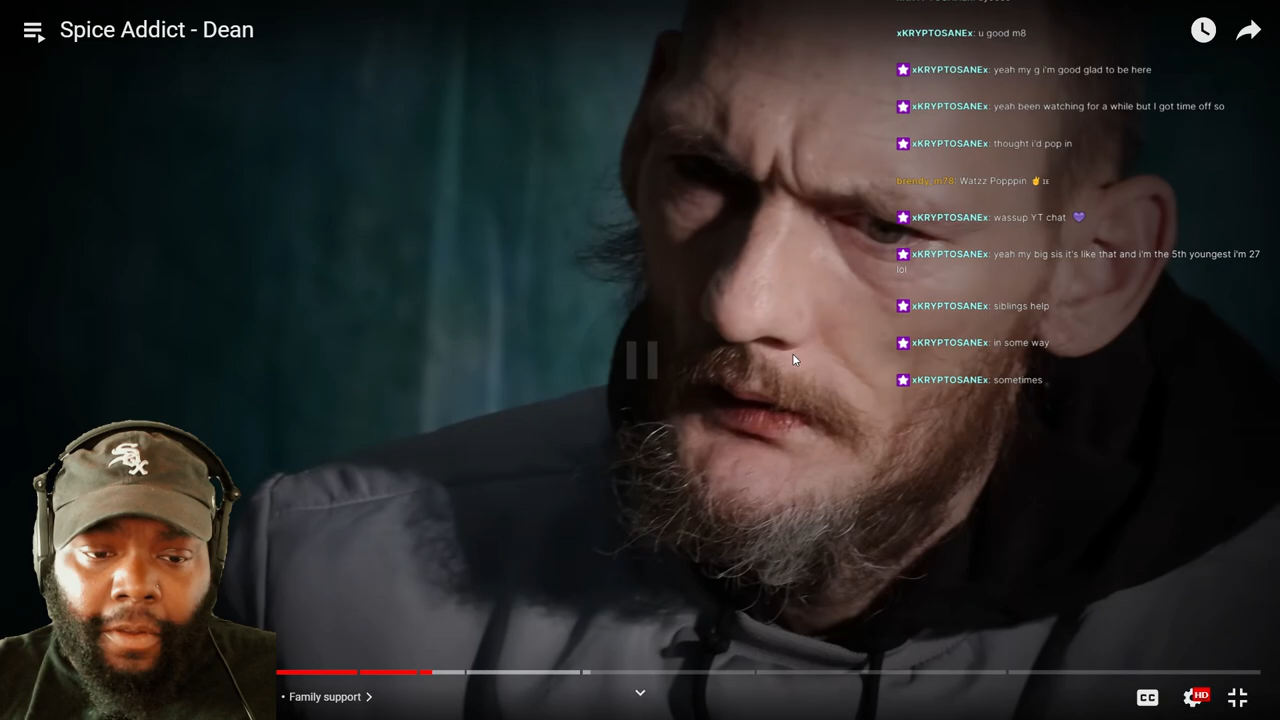 Spice Addict - Dean
xKRYPTOSANEx: u good m8
xKRYPTOSANEx: yeah my g i'm good glad to be here
xKRYPTOSANEx: yeah been watching for a while but I got time off so
xKRYPTOSANEx: thought i'd pop in
brendy_m78: Watzz Popppin ✌
xKRYPTOSANEx: wassup YT chat 💜
xKRYPTOSANEx: yeah my big sis it's like that and i'm the 5th youngest i'm 27
lol
xKRYPTOSANEx: siblings help
xKRYPTOSANEx: in some way
xKRYPTOSANEx: sometimes
Sox
• Family support >
CC
HD